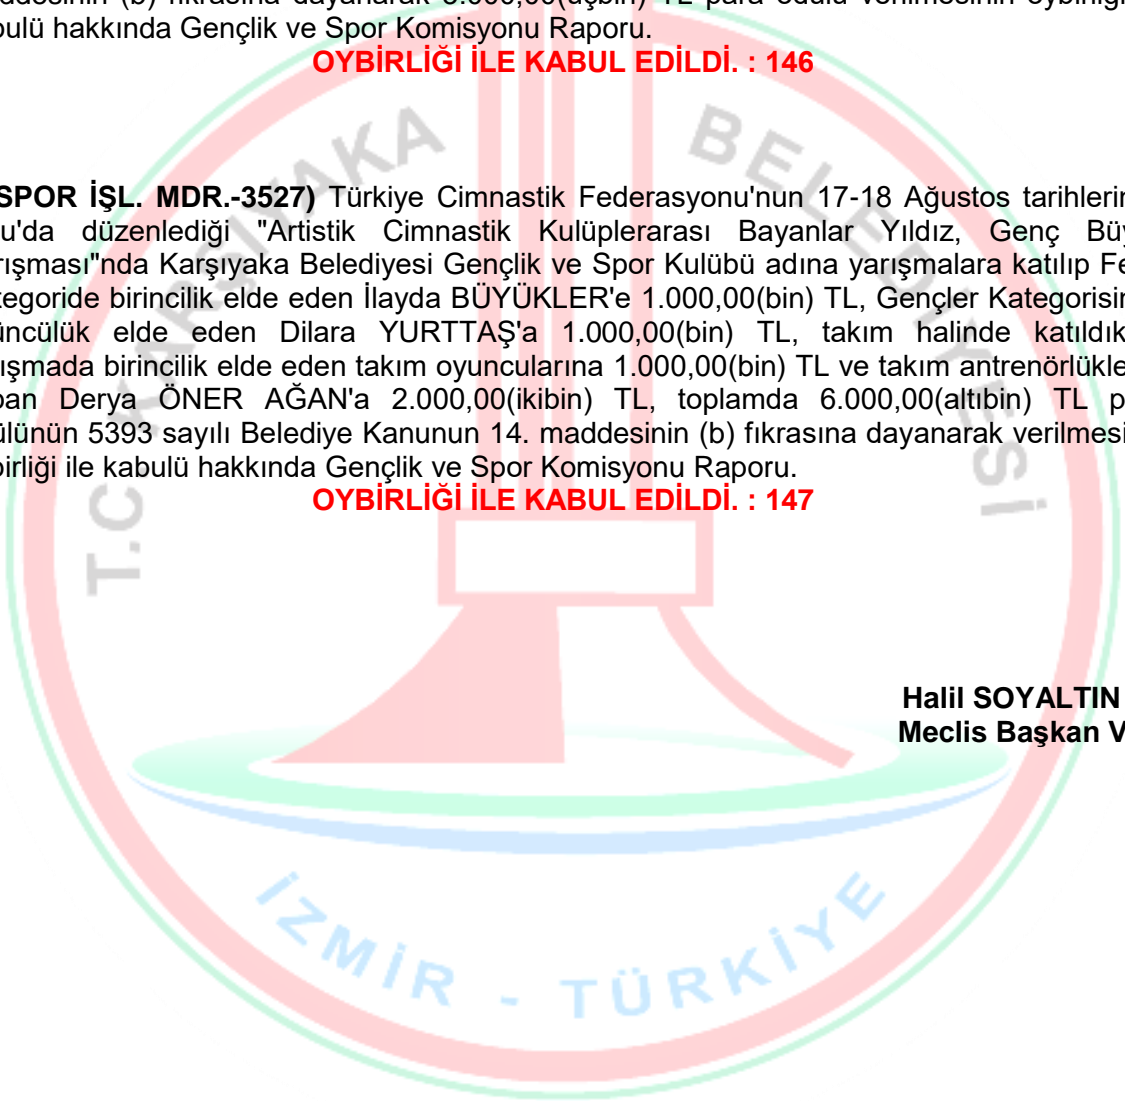 ddesinin (b) fıkrasına dayanarak 3.000,00(üçbin) TL para ödülü verilmesinin oybirliği
bulü hakkında Gençlik ve Spor Komisyonu Raporu.
OYBİRLİĞİ İLE KABUL EDİLDİ. : 146
SPOR İŞL. MDR.-3527) Türkiye Cimnastik Federasyonu'nun 17-18 Ağustos tarihlerin
u'da düzenlediği "Artistik Cimnastik Kulüplerarası Bayanlar Yıldız, Genç Büy
rışması"nda Karşıyaka Belediyesi Gençlik ve Spor Kulübü adına yarışmalara katılıp Fe
tegoride birincilik elde eden İlayda BÜYÜKLER'e 1.000,00(bin) TL, Gençler Kategorisin
üncülük elde eden Dilara YURTTAŞ'a 1.000,00(bin) TL, takım halinde katıldık
ışmada birincilik elde eden takım oyuncularına 1.000,00(bin) TL ve takım antrenörlükle
pan Derya ÖNER AĞAN'a 2.000,00(ikibin) TL, toplamda 6.000,00(altıbin) TL p
ülünün 5393 sayılı Belediye Kanunun 14. maddesinin (b) fıkrasına dayanarak verilmesi
birliği ile kabulü hakkında Gençlik ve Spor Komisyonu Raporu.
OYBİRLİĞİ İLE KABUL EDİLDİ. : 147
Halil SOYALTIN
Meclis Başkan V
T.C. KARŞIYAKA BELEDİYESİ
İZMİR - TÜRKİYE